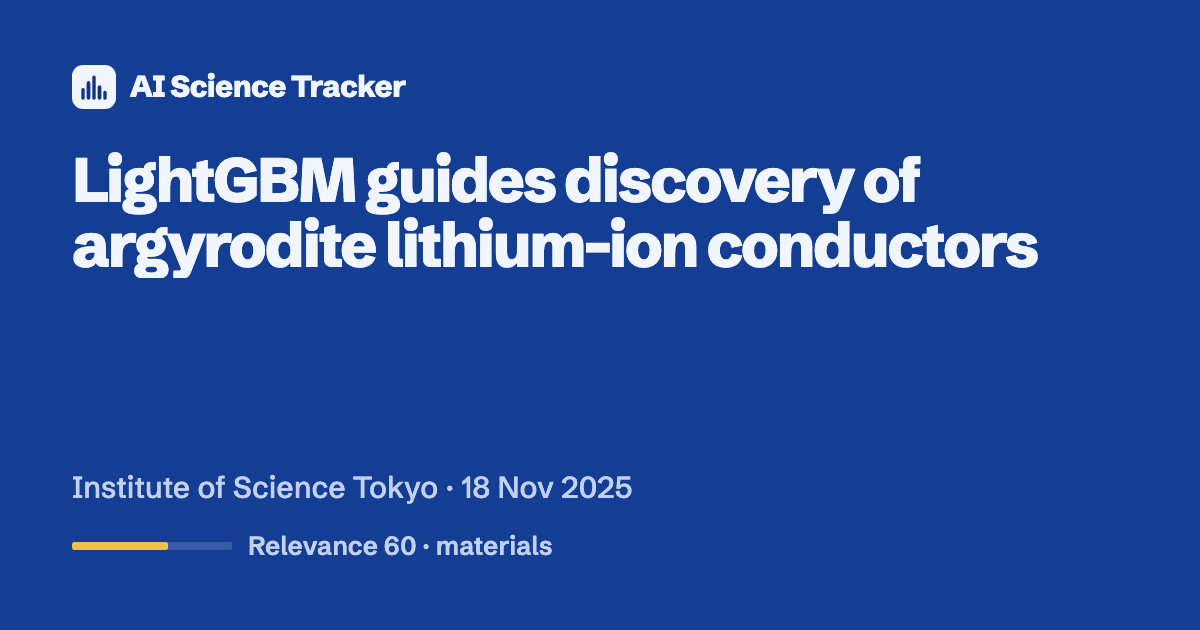 AI Science Tracker
LightGBM guides discovery of
argyrodite lithium-ion conductors
Institute of Science Tokyo · 18 Nov 2025
Relevance 60 · materials